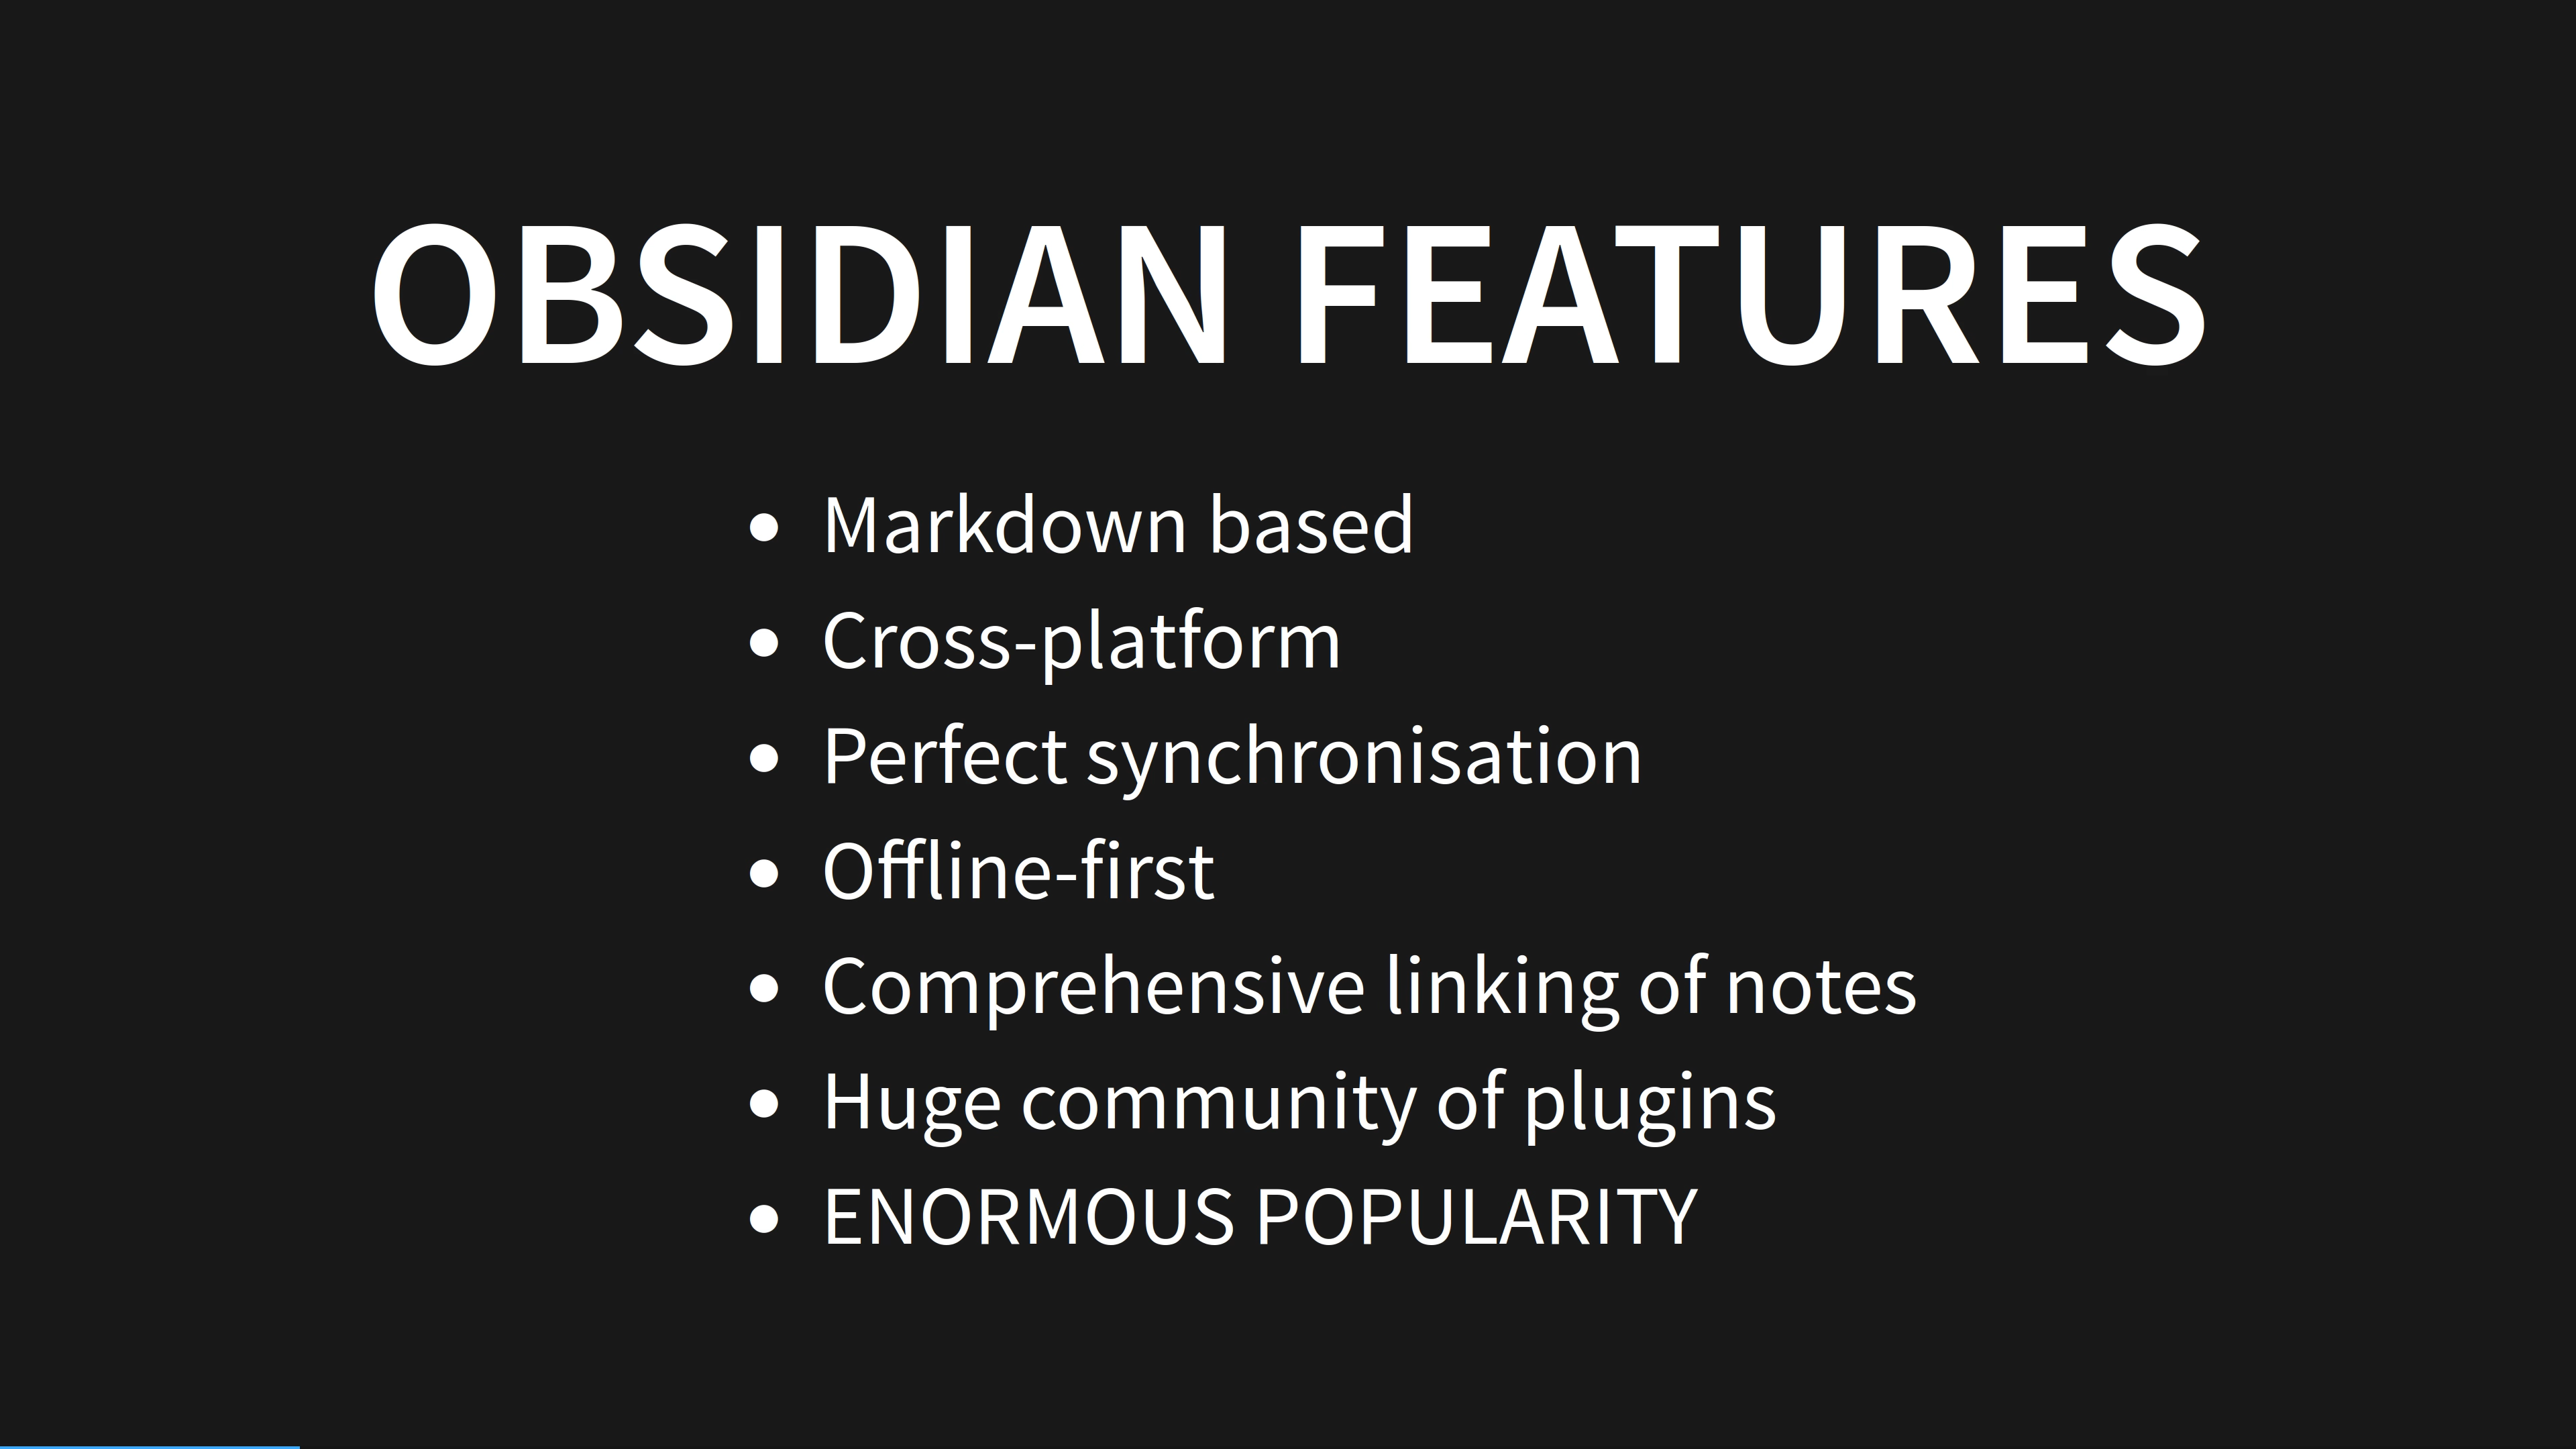 OBSIDIAN FEATURES
• Markdown based
• Cross-platform
• Perfect synchronisation
• Offline-first
• Comprehensive linking of notes
• Huge community of plugins
• ENORMOUS POPULARITY